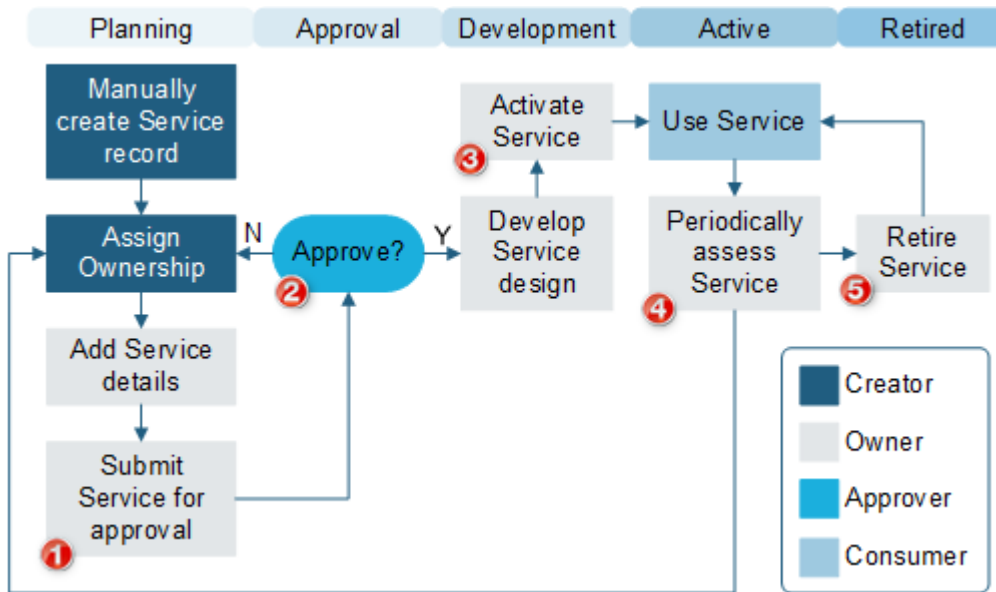 Planning
Approval
Development
Active
Retired
Manually
create Service
record
Assign
Ownership
Add Service
details
Submit
Service for
approval
1
N
Approve?
Y
2
Activate
Service
3
Develop
Service
design
Use Service
Periodically
assess
Service
4
Retire
Service
5
Creator
Owner
Approver
Consumer